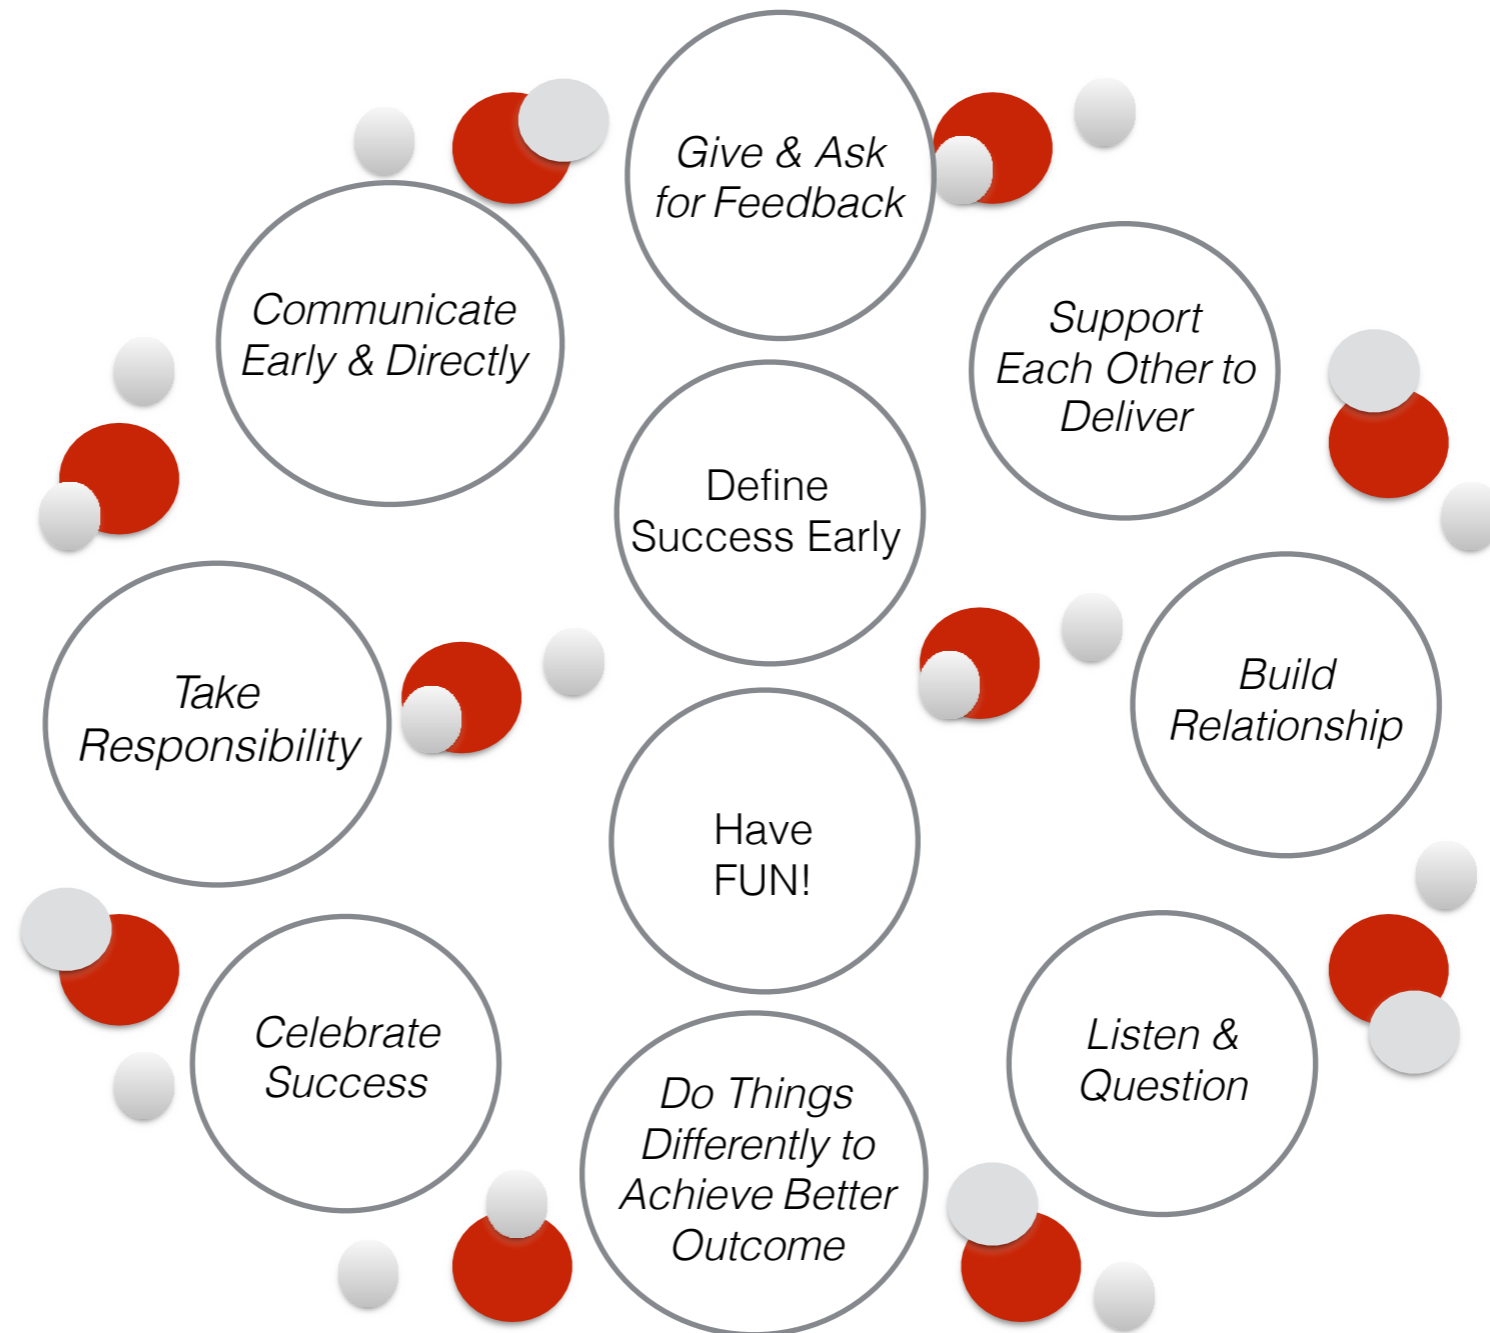 Give & Ask
for Feedback
Communicate
Early & Directly
Support
Each Other to
Deliver
Define
Success Early
Take
Responsibility
Build
Relationship
Have
FUN!
Celebrate
Success
Listen &
Question
Do Things
Differently to
Achieve Better
Outcome